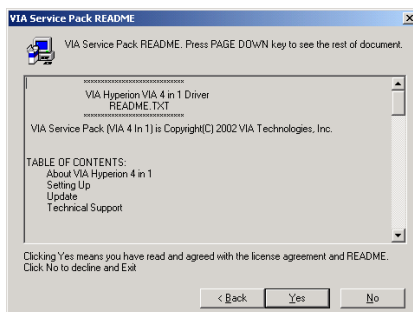 VIA Service Pack README
VIA Service Pack README. Press PAGE DOWN key to see the rest of document.
××××××××××××××××××××××××××××
VIA Hyperion VIA 4 in 1 Driver
README.TXT
××××××××××××××××××××××××××××
VIA Service Pack (VIA 4 In 1) is Copyright(C) 2002 VIA Technologies, Inc.
TABLE OF CONTENTS:
About VIA Hyperion 4 in 1
Setting Up
Update
Technical Support
Clicking Yes means you have read and agreed with the license agreement and README.
Click No to decline and Exit
< Back
Yes
No